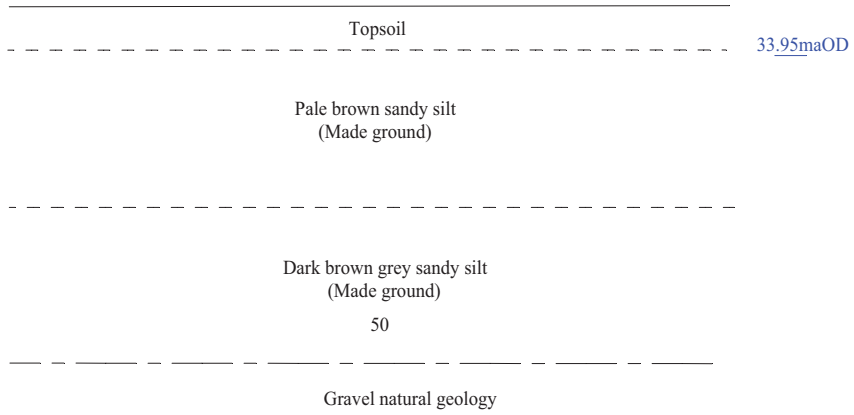 Topsoil
33.95maOD
Pale brown sandy silt
(Made ground)
Dark brown grey sandy silt
(Made ground)
50
Gravel natural geology